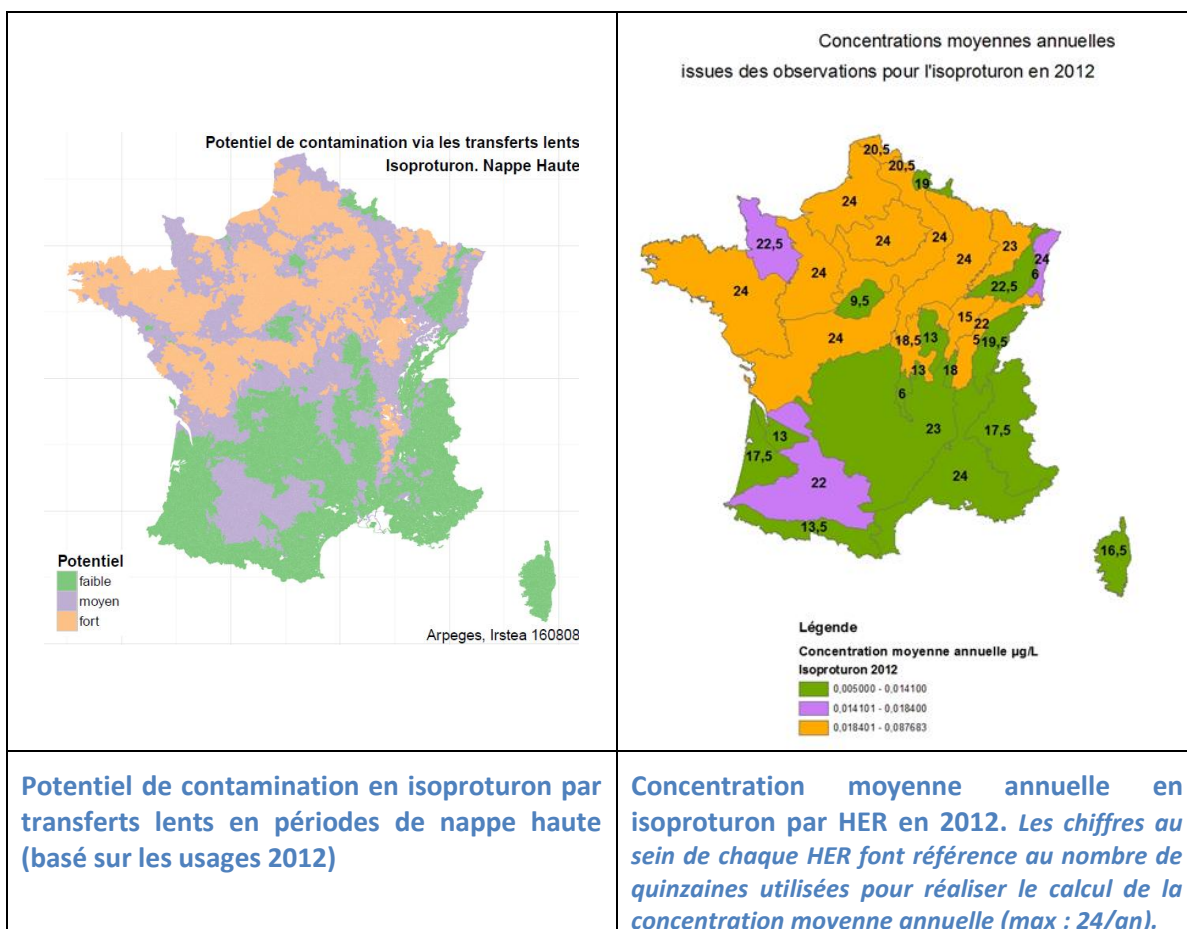 Potentiel de contamination via les transferts lents
Isoproturon. Nappe Haute
Potentiel
faible
moyen
fort
Arpeges, Irstea 160808
Concentrations moyennes annuelles
issues des observations pour l'isoproturon en 2012
20,5
20,5
19
24
22,5
24
24
23
24
6
24
24
24
22,5
9,5
15
22
24
18,5
13
5
19,5
13
18
6
23
17,5
13
17,5
22
24
13,5
16,5
Légende
Concentration moyenne annuelle µg/L
Isoproturon 2012
0,005000 - 0,014100
0,014101 - 0,018400
0,018401 - 0,087683
Potentiel de contamination en isoproturon par
transferts lents en périodes de nappe haute
(basé sur les usages 2012)
Concentration moyenne annuelle en
isoproturon par HER en 2012. Les chiffres au
sein de chaque HER font référence au nombre de
quinzaines utilisées pour réaliser le calcul de la
concentration moyenne annuelle (max : 24/an).